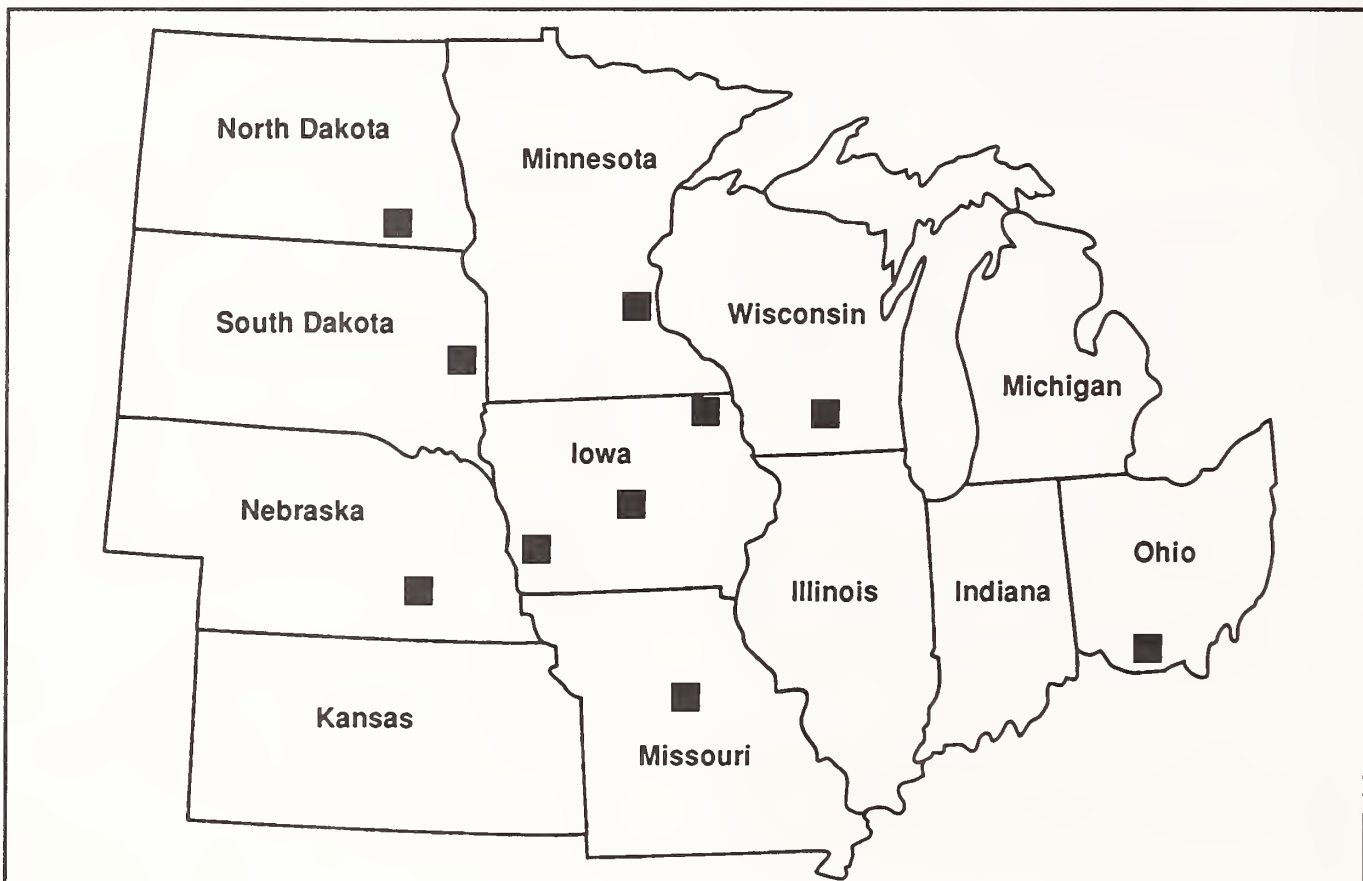 North Dakota
Minnesota
South Dakota
Wisconsin
Michigan
Iowa
Nebraska
Ohio
Illinois
Indiana
Kansas
Missouri